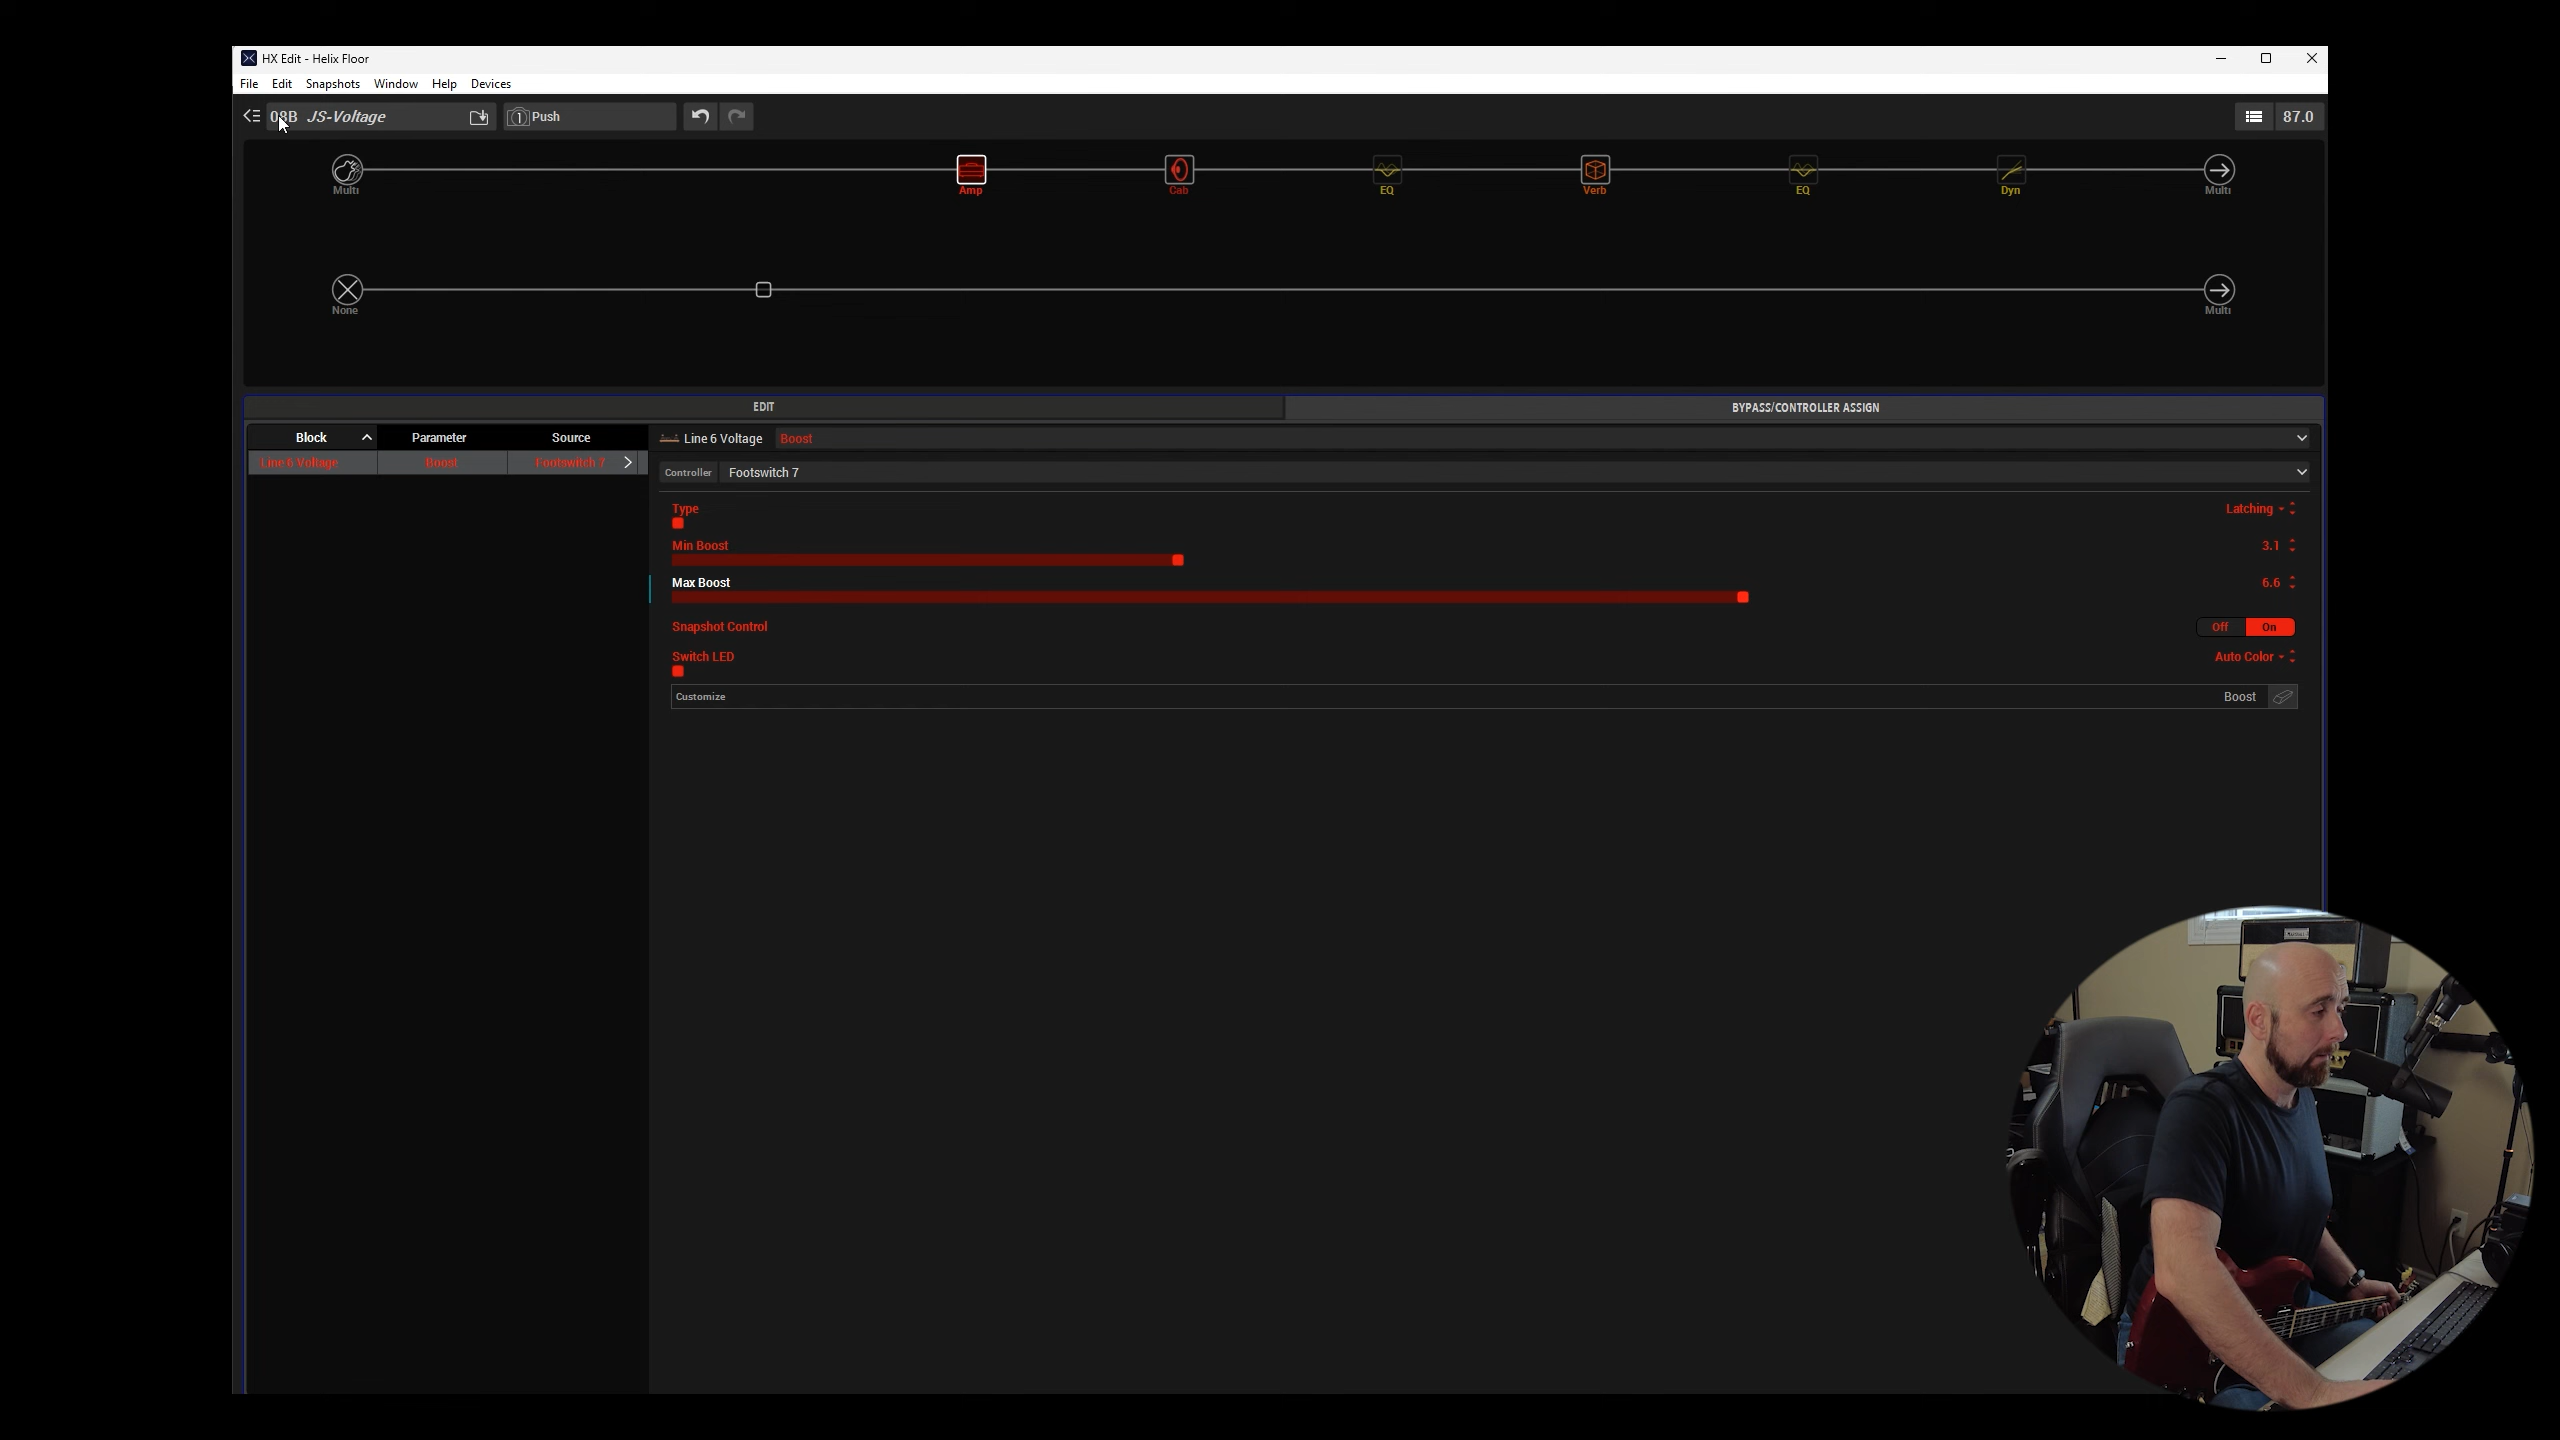 HX Edit - Helix Floor
File Edit Snapshots Window Help Devices
08B JS-Voltage 1 Push 87.0
Multi Amp Cab EQ Verb EQ Dyn Multi
None Multi
EDIT BYPASS/CONTROLLER ASSIGN
Block Parameter Source
Line 6 Voltage Boost Footswitch 7
Line 6 Voltage Boost
Controller Footswitch 7
Type Latching
Min Boost 3.1
Max Boost 6.6
Snapshot Control Off On
Switch LED Auto Color
Customize Boost